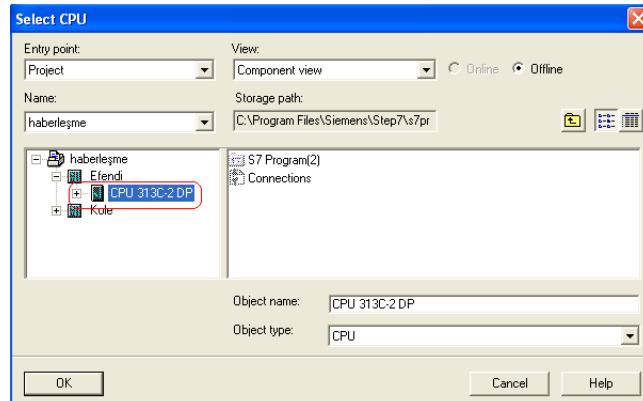 Select CPU
Entry point:
View:
Project
Component view
Online
Offline
Name:
Storage path:
haberleşme
C:\Program Files\Siemens\Step7\s7pr
haberleşme
Efendi
CPU 313C-2 DP
Köle
S7 Program(2)
Connections
Object name:
CPU 313C-2 DP
Object type:
CPU
OK
Cancel
Help